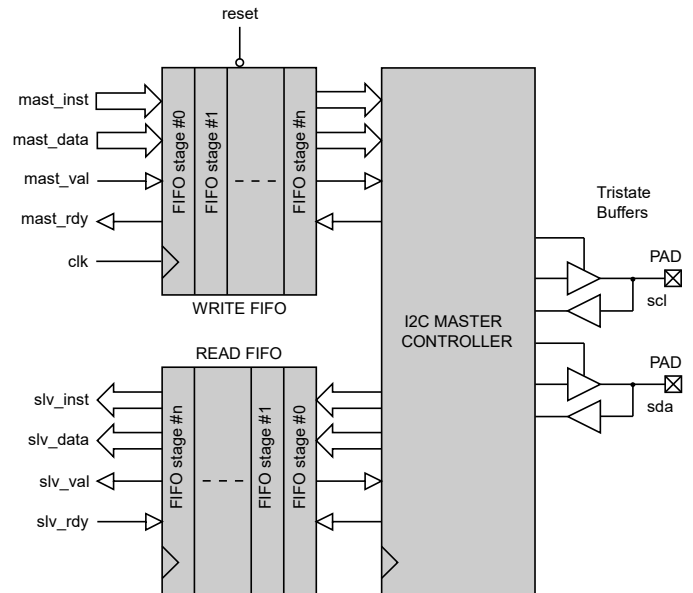 reset
mast_inst
mast_data
mast_val
mast_rdy
clk
FIFO stage #0
FIFO stage #1
FIFO stage #n
WRITE FIFO
READ FIFO
slv_inst
slv_data
slv_val
slv_rdy
FIFO stage #n
FIFO stage #1
FIFO stage #0
I2C MASTER
CONTROLLER
Tristate
Buffers
PAD
scl
PAD
sda